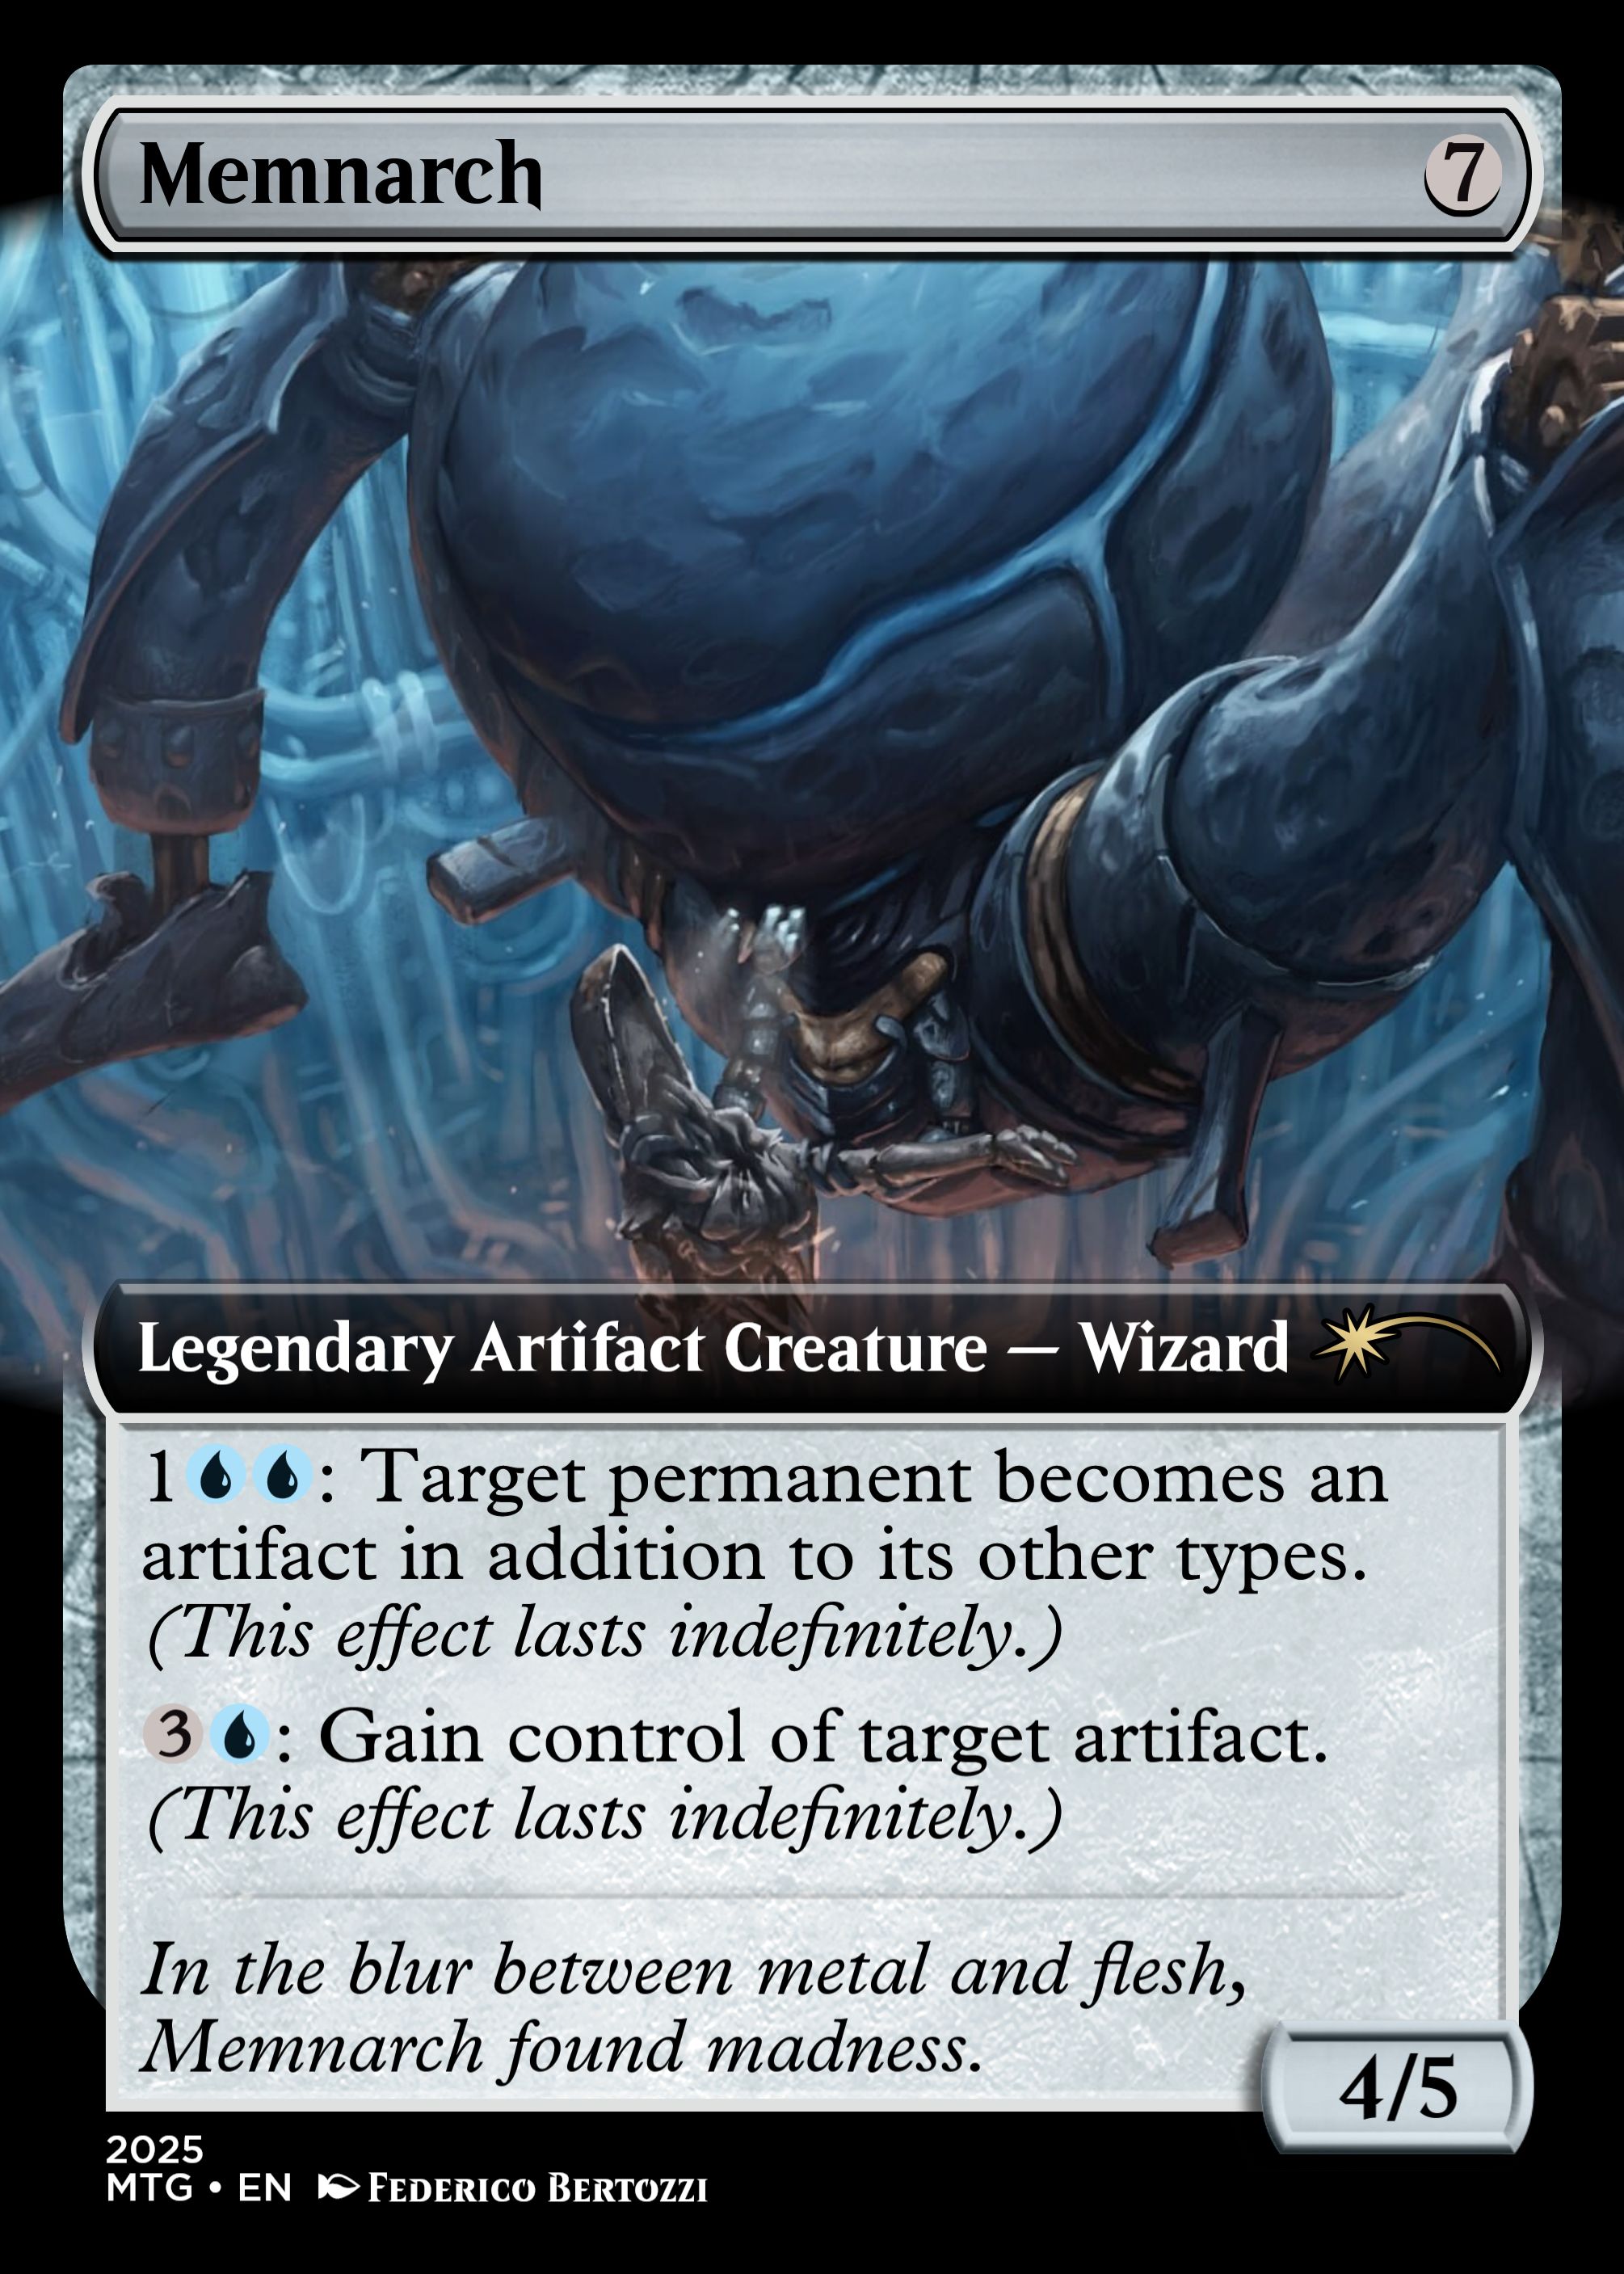 Memnarch 7
Legendary Artifact Creature — Wizard
1: Target permanent becomes an
artifact in addition to its other types.
(This effect lasts indefinitely.)
3: Gain control of target artifact.
(This effect lasts indefinitely.)
In the blur between metal and flesh,
Memnarch found madness.
4/5
2025
MTG • EN Federico Bertozzi